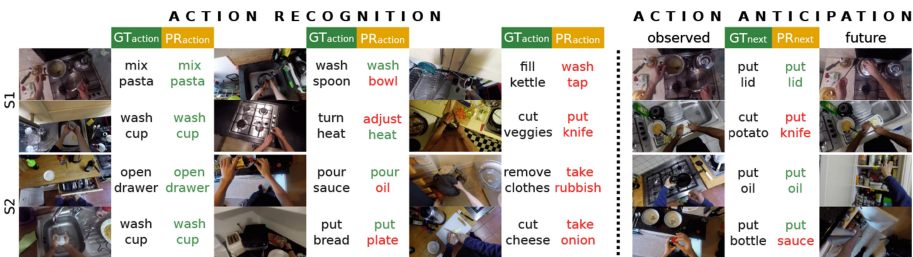 ACTION RECOGNITION
ACTION ANTICIPATION
GTaction PRaction GTaction PRaction GTaction PRaction observed GTnext PRnext future
S1
mix mix wash wash fill wash put put
pasta pasta spoon bowl kettle tap lid lid
wash wash turn adjust cut put cut put
cup cup heat heat veggies knife potato knife
S2
open open pour pour remove take put put
drawer drawer sauce oil clothes rubbish oil oil
wash wash put put cut take put put
cup cup bread plate cheese onion bottle sauce